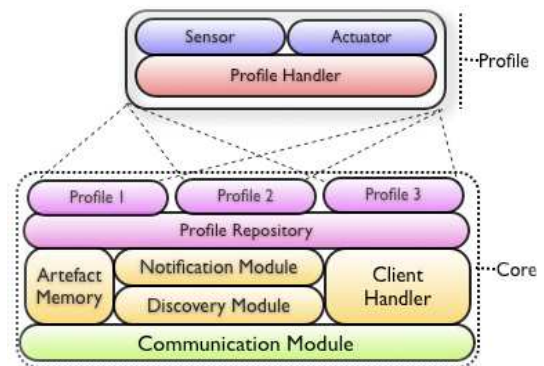 Sensor
Actuator
Profile Handler
Profile
Profile 1
Profile 2
Profile 3
Profile Repository
Artefact
Memory
Notification Module
Discovery Module
Client
Handler
Core
Communication Module